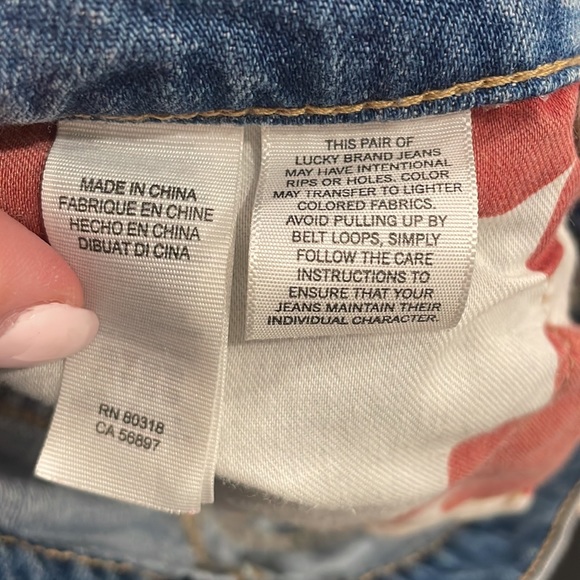 MADE IN CHINA
FABRIQUE EN CHINE
HECHO EN CHINA
DIBUAT DI CINA
RN 80318
CA 56897
THIS PAIR OF
LUCKY BRAND JEANS
MAY HAVE INTENTIONAL
RIPS OR HOLES. COLOR
MAY TRANSFER TO LIGHTER
COLORED FABRICS.
AVOID PULLING UP BY
BELT LOOPS, SIMPLY
FOLLOW THE CARE
INSTRUCTIONS TO
ENSURE THAT YOUR
JEANS MAINTAIN THEIR
INDIVIDUAL CHARACTER.